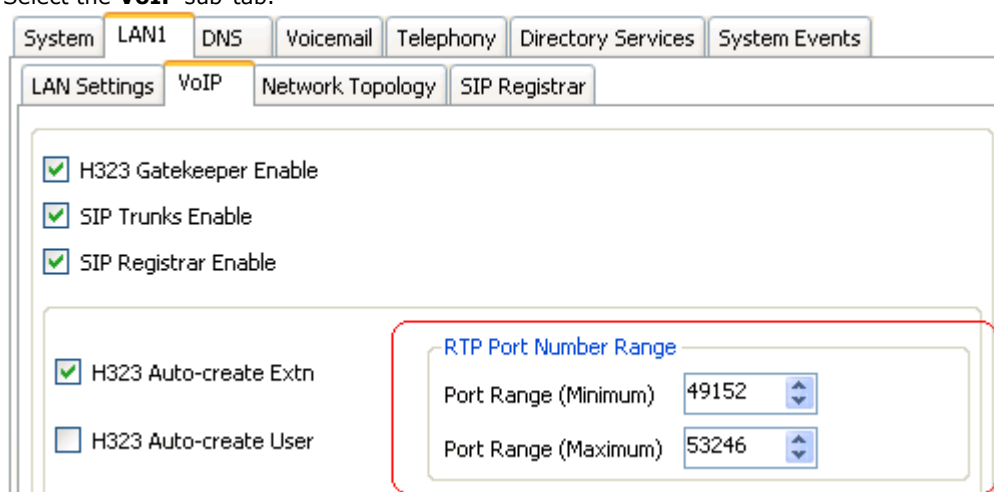 Select the VoIP sub-tab.
System LAN1 DNS Voicemail Telephony Directory Services System Events
LAN Settings VoIP Network Topology SIP Registrar
H323 Gatekeeper Enable
SIP Trunks Enable
SIP Registrar Enable
RTP Port Number Range
H323 Auto-create Extn
Port Range (Minimum) 49152
H323 Auto-create User
Port Range (Maximum) 53246